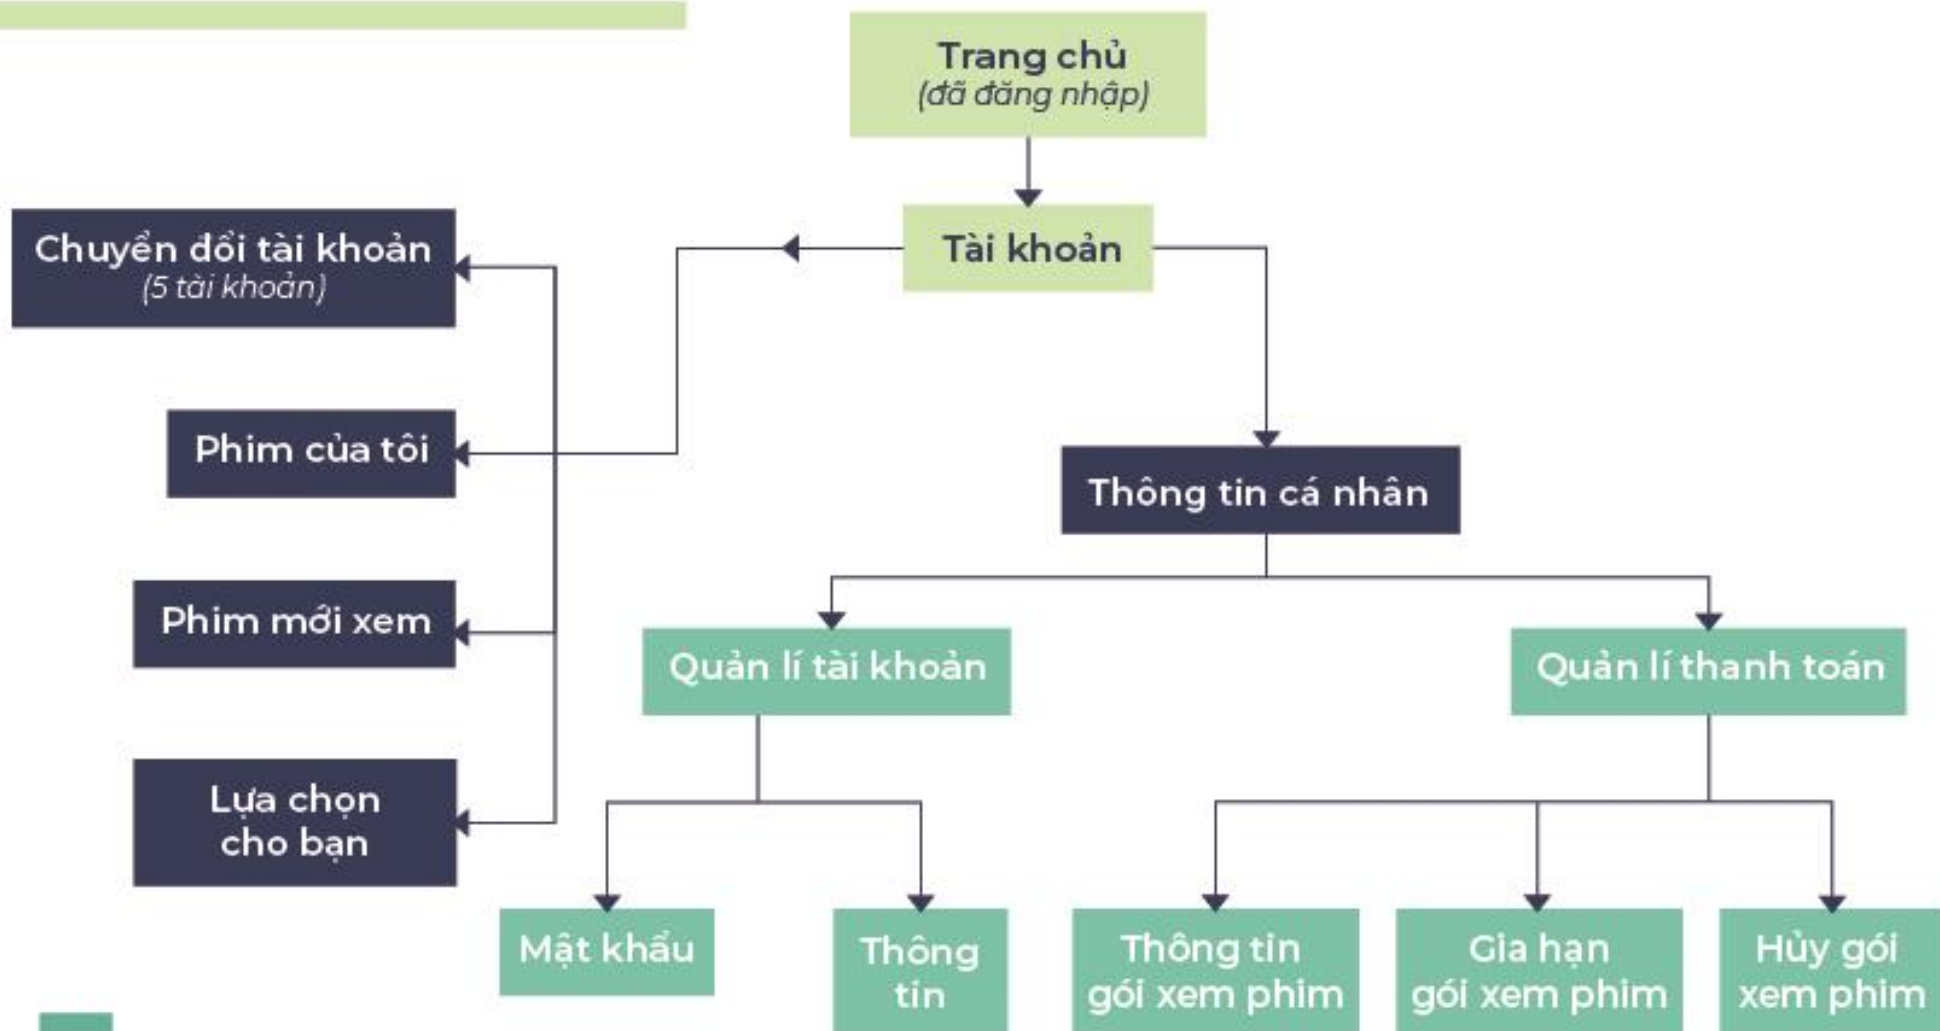 Trang chủ
(đã đăng nhập)
Tài khoản
Chuyển đổi tài khoản
(5 tài khoản)
Phim của tôi
Phim mới xem
Lựa chọn
cho bạn
Thông tin cá nhân
Quản lí tài khoản
Quản lí thanh toán
Mật khẩu
Thông
tin
Thông tin
gói xem phim
Gia hạn
gói xem phim
Hủy gói
xem phim